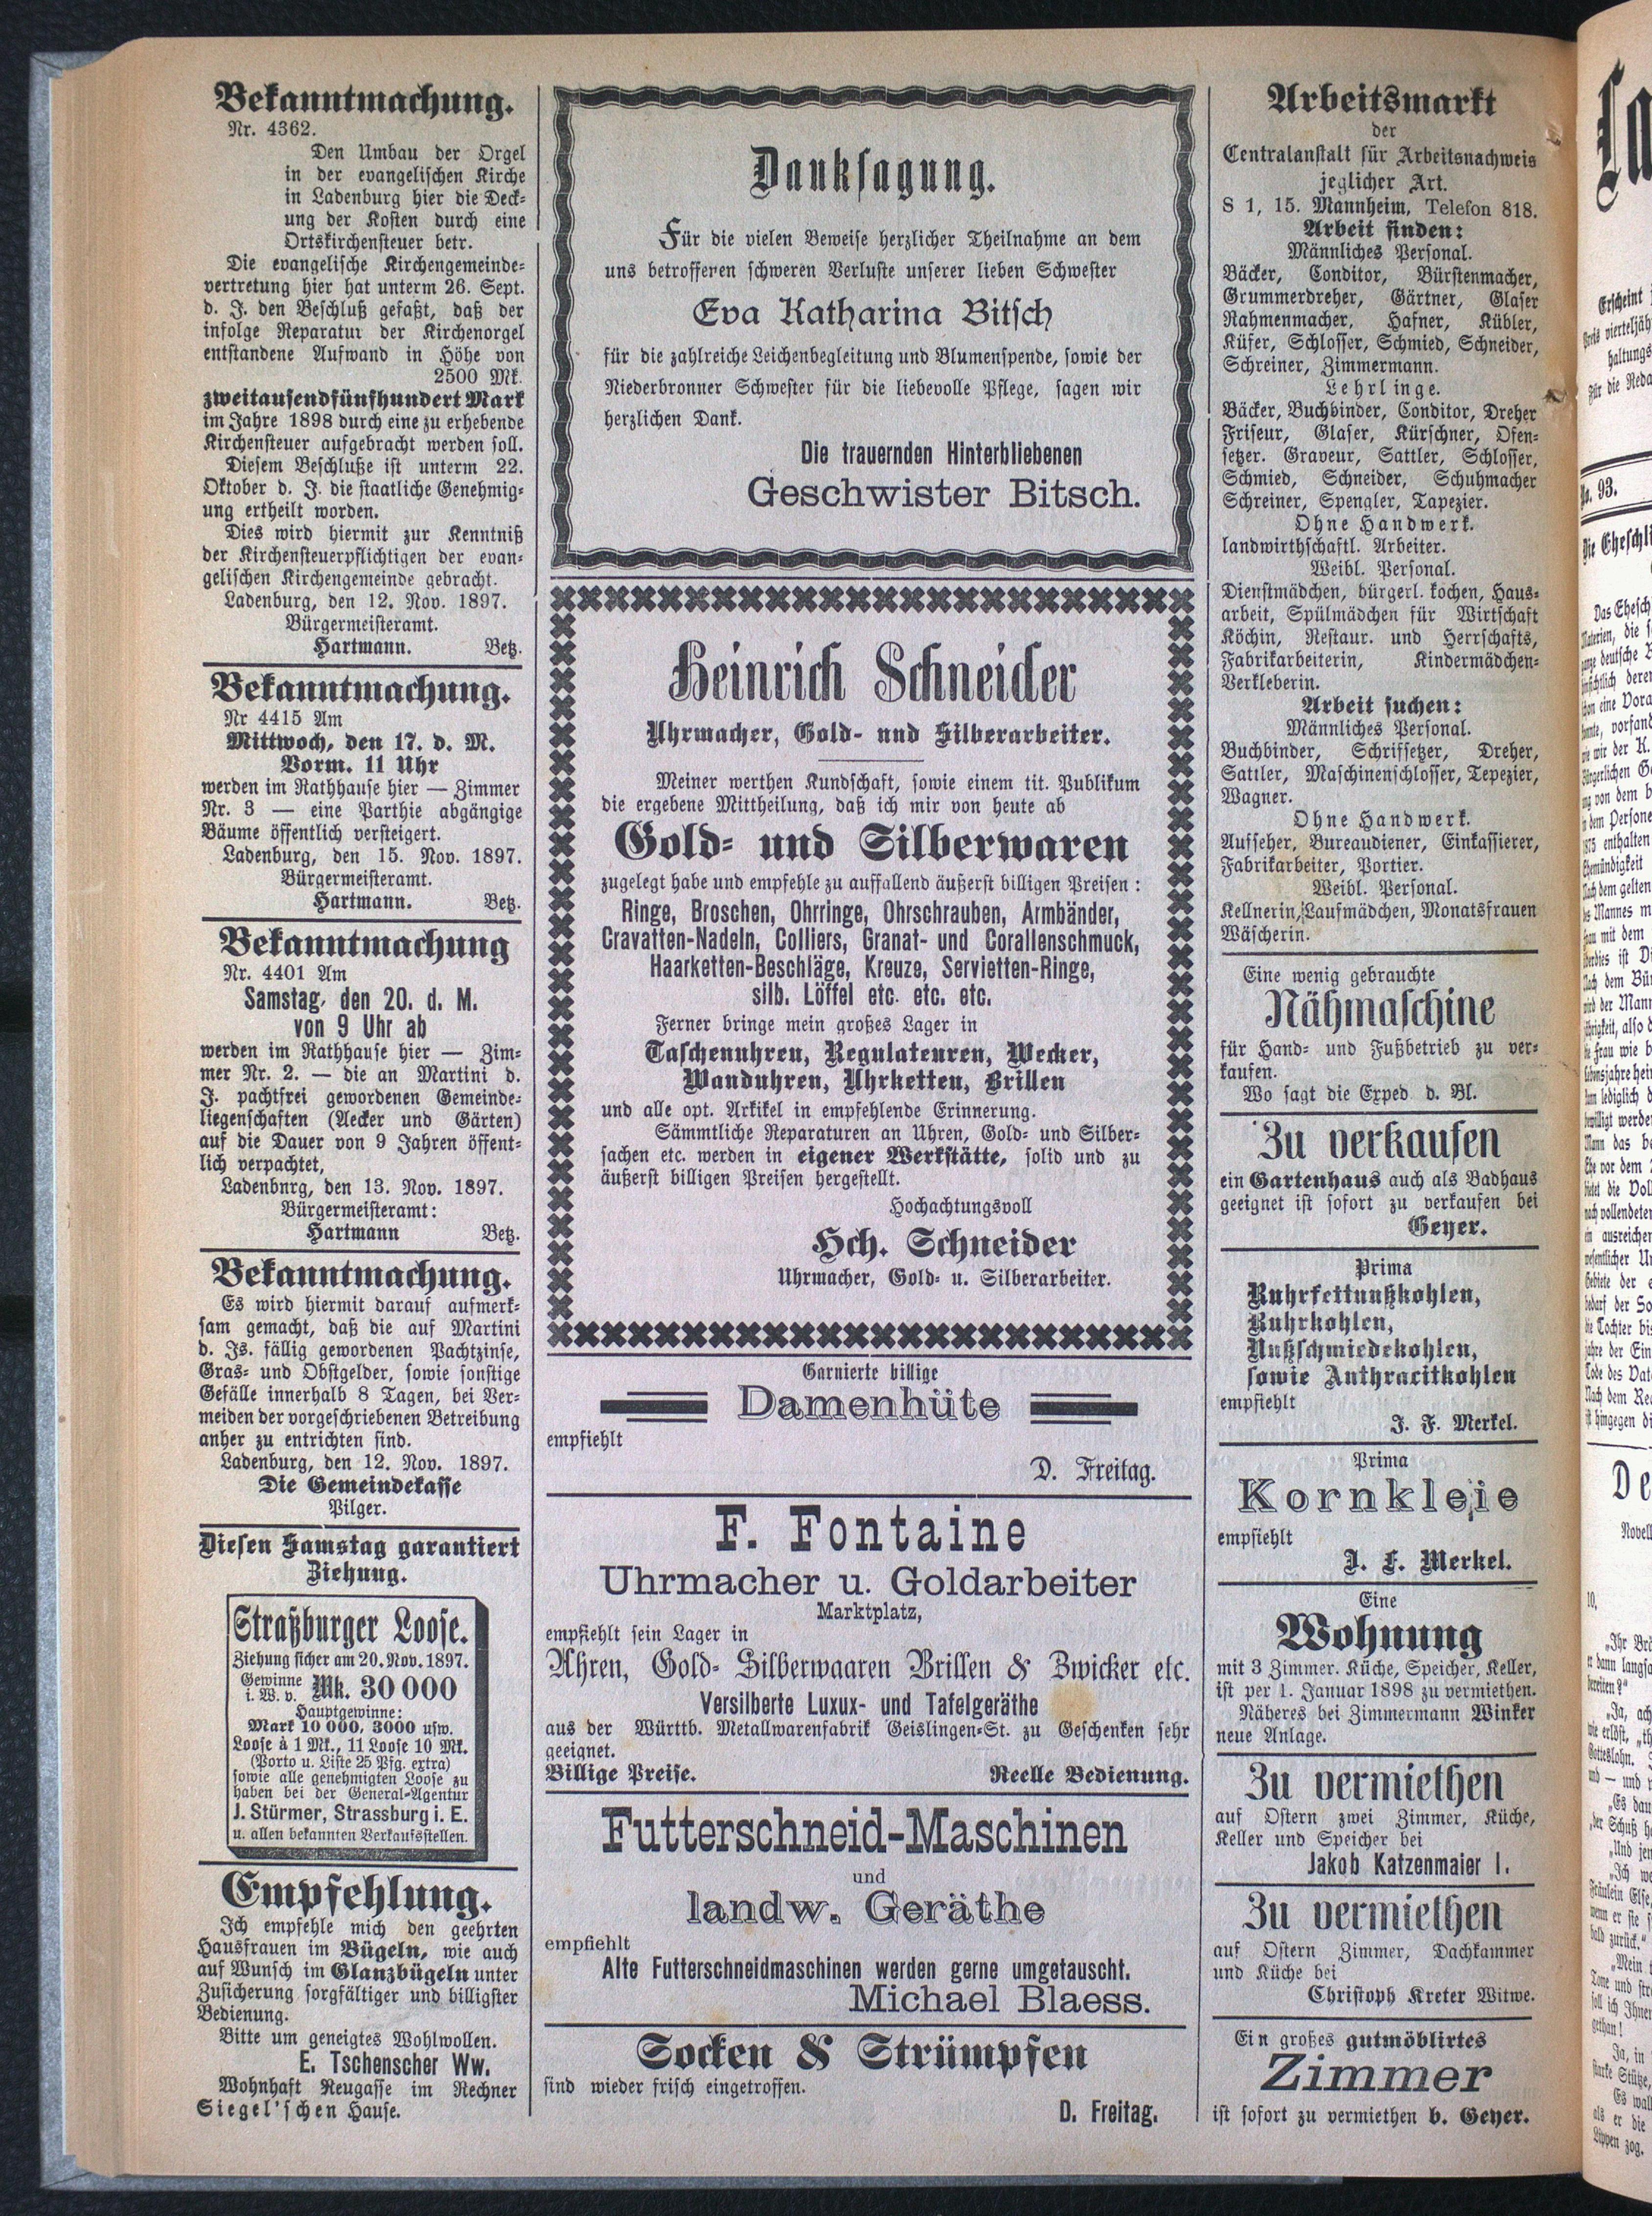 Bekanntmachung.
Nr. 4362.
Den Umbau der Orgel
in der evangelischen Kirche
in Ladenburg hier die Deck-
ung der Kosten durch eine
Ortskirchensteuer betr.
Die evangelische Kirchengemeinde-
vertretung hier hat unterm 26. Sept.
d. J. den Beschluß gefaßt, daß der
infolge Reparatur der Kirchenorgel
entstandene Aufwand in Höhe von
2500 Mk.
zweitausendfünfhundert Mark
im Jahre 1898 durch eine zu erhebende
Kirchensteuer aufgebracht werden soll.
Diesem Beschluße ist unterm 22.
Oktober d. J. die staatliche Genehmig-
ung ertheilt worden.
Dies wird hiermit zur Kenntniß
der Kirchensteuerpflichtigen der evan-
gelischen Kirchengemeinde gebracht.
Ladenburg, den 12. Nov. 1897.
Bürgermeisteramt.
Hartmann. Betz.
Bekanntmachung.
Nr 4415 Am
Mittwoch, den 17. d. M.
Vorm. 11 Uhr
werden im Rathhause hier — Zimmer
Nr. 3 — eine Parthie abgängige
Bäume öffentlich versteigert.
Ladenburg, den 15. Nov. 1897.
Bürgermeisteramt.
Hartmann. Betz.
Bekanntmachung
Nr. 4401 Am
Samstag, den 20. d. M.
von 9 Uhr ab
werden im Rathhause hier — Zim-
mer Nr. 2. — die an Martini d.
J. pachtfrei gewordenen Gemeinde-
liegenschaften (Aecker und Gärten)
auf die Dauer von 9 Jahren öffent-
lich verpachtet,
Ladenbnrg, den 13. Nov. 1897.
Bürgermeisteramt:
Hartmann Betz.
Bekanntmachung.
Es wird hiermit darauf aufmerk-
sam gemacht, daß die auf Martini
d. Js. fällig gewordenen Pachtzinse,
Gras- und Obstgelder, sowie sonstige
Gefälle innerhalb 8 Tagen, bei Ver-
meiden der vorgeschriebenen Betreibung
anher zu entrichten sind.
Ladenburg, den 12. Nov. 1897.
Die Gemeindekasse
Pilger.
Diesen Samstag garantiert
Ziehung.
Straßburger Loose.
Ziehung sicher am 20. Nov. 1897.
Gewinne
i. W. v. Mk. 30 000
Hauptgewinne:
Mark 10 000, 3000 usw.
Loose à 1 Mk., 11 Loose 10 Mk.
(Porto u. Liste 25 Pfg. extra)
sowie alle genehmigten Loose zu
haben bei der General-Agentur
J. Stürmer, Strassburg i. E.
u. allen bekannten Verkaufsstellen.
Empfehlung.
Ich empfehle mich den geehrten
Hausfrauen im Bügeln, wie auch
auf Wunsch im Glanzbügeln unter
Zusicherung sorgfältiger und billigster
Bedienung.
Bitte um geneigtes Wohlwollen.
E. Tschenscher Ww.
Wohnhaft Neugasse im Rechner
Siegel'schen Hause.
Danksagung.
Für die vielen Beweise herzlicher Theilnahme an dem
uns betroffenen schweren Verluste unserer lieben Schwester
Eva Katharina Bitsch
für die zahlreiche Leichenbegleitung und Blumenspende, sowie der
Niederbronner Schwester für die liebevolle Pflege, sagen wir
herzlichen Dank.
Die trauernden Hinterbliebenen
Geschwister Bitsch.
Heinrich Schneider
Uhrmacher, Gold- und Silberarbeiter.
Meiner werthen Kundschaft, sowie einem tit. Publikum
die ergebene Mittheilung, daß ich mir von heute ab
Gold- und Silberwaren
zugelegt habe und empfehle zu auffallend äußerst billigen Preisen:
Ringe, Broschen, Ohrringe, Ohrschrauben, Armbänder,
Cravatten-Nadeln, Colliers, Granat- und Corallenschmuck,
Haarketten-Beschläge, Kreuze, Servietten-Ringe,
silb. Löffel etc. etc. etc.
Ferner bringe mein großes Lager in
Taschenuhren, Regulateuren, Wecker,
Wanduhren, Uhrketten, Brillen
und alle opt. Artikel in empfehlende Erinnerung.
Sämmtliche Reparaturen an Uhren, Gold- und Silber-
sachen etc. werden in eigener Werkstätte, solid und zu
äußerst billigen Preisen hergestellt.
Hochachtungsvoll
Hch. Schneider
Uhrmacher, Gold- u. Silberarbeiter.
Garnierte billige
Damenhüte
empfiehlt
D. Freitag.
F. Fontaine
Uhrmacher u. Goldarbeiter
Marktplatz,
empfiehlt sein Lager in
Uhren, Gold- Silberwaaren Brillen & Zwicker etc.
Versilberte Luxux- und Tafelgeräthe
aus der Württb. Metallwarenfabrik Geislingen-St. zu Geschenken sehr
geeignet.
Billige Preise. Reelle Bedienung.
Futterschneid-Maschinen
und
landw. Geräthe
empfiehlt
Alte Futterschneidmaschinen werden gerne umgetauscht.
Michael Blaess.
Socken & Strümpfen
sind wieder frisch eingetroffen.
D. Freitag.
Arbeitsmarkt
der
Centralanstalt für Arbeitsnachweis
jeglicher Art.
S 1, 15. Mannheim, Telefon 818.
Arbeit finden:
Männliches Personal.
Bäcker, Conditor, Bürstenmacher,
Grummerdreher, Gärtner, Glaser
Rahmenmacher, Hafner, Kübler,
Küfer, Schlosser, Schmied, Schneider,
Schreiner, Zimmermann.
Lehrlinge.
Bäcker, Buchbinder, Conditor, Dreher
Friseur, Glaser, Kürschner, Ofen-
setzer. Graveur, Sattler, Schlosser,
Schmied, Schneider, Schuhmacher
Schreiner, Spengler, Tapezier.
Ohne Handwerk.
landwirthschaftl. Arbeiter.
Weibl. Personal.
Dienstmädchen, bürgerl. kochen, Haus-
arbeit, Spülmädchen für Wirtschaft
Köchin, Restaur. und Herrschafts,
Fabrikarbeiterin, Kindermädchen-
Verkleberin.
Arbeit suchen:
Männliches Personal.
Buchbinder, Schriffsetzer, Dreher,
Sattler, Maschinenschlosser, Tepezier,
Wagner.
Ohne Handwerk.
Aufseher, Bureaudiener, Einkassierer,
Fabrikarbeiter, Portier.
Weibl. Personal.
Kellnerin, Laufmädchen, Monatsfrauen
Wäscherin.
Eine wenig gebrauchte
Nähmaschine
für Hand- und Fußbetrieb zu ver-
kaufen.
Wo sagt die Exped d. Bl.
Zu verkaufen
ein Gartenhaus auch als Badhaus
geeignet ist sofort zu verkaufen bei
Geyer.
Prima
Ruhrfettnußkohlen,
Ruhrkohlen,
Nußschmiedekohlen,
sowie Anthracitkohlen
empfiehlt
J. F. Merkel.
Prima
Kornkleie
empfiehlt
J. F. Merkel.
Eine
Wohnung
mit 3 Zimmer. Küche, Speicher, Keller,
ist per 1. Januar 1898 zu vermiethen.
Näheres bei Zimmermann Winker
neue Anlage.
Zu vermiethen
auf Ostern zwei Zimmer, Küche,
Keller und Speicher bei
Jakob Katzenmaier I.
Zu vermiethen
auf Ostern Zimmer, Dachkammer
und Küche bei
Christoph Kreter Witwe.
Ein großes gutmöblirtes
Zimmer
ist sofort zu vermiethen b. Geyer.
No. 93.